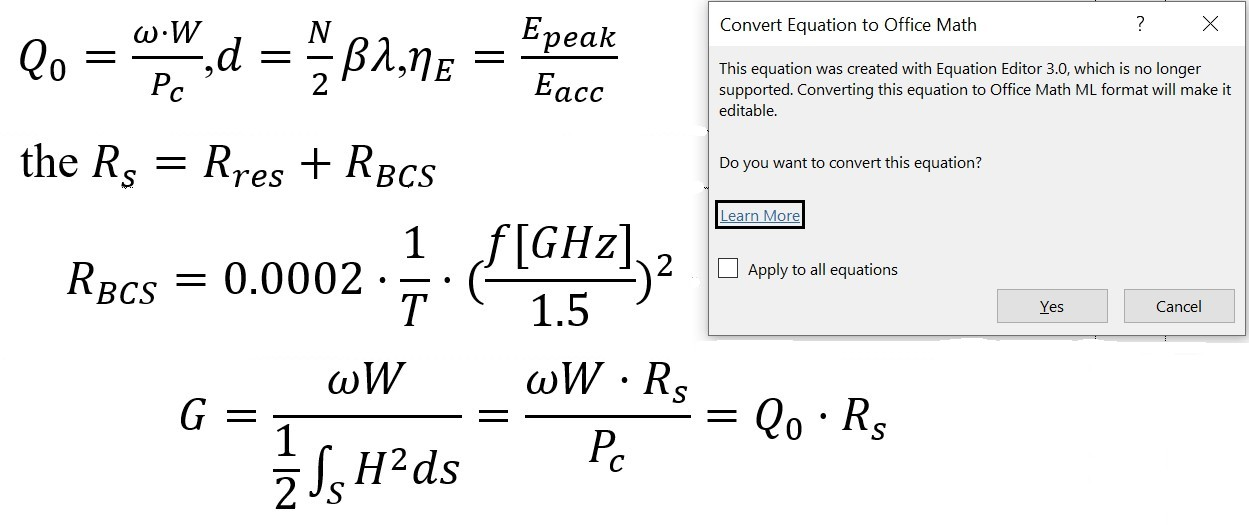 Q₀ = ω·W / P_c ,d = N/2 βλ,η_E = E_peak / E_acc
the R_s = R_res + R_BCS
R_BCS = 0.0002 · 1/T · (f[GHz] / 1.5)²
G = ωW / (1/2 ∫_S H²ds) = ωW · R_s / P_c = Q₀ · R_s
Convert Equation to Office Math
?
This equation was created with Equation Editor 3.0, which is no longer
supported. Converting this equation to Office Math ML format will make it
editable.
Do you want to convert this equation?
Learn More
Apply to all equations
Yes
Cancel